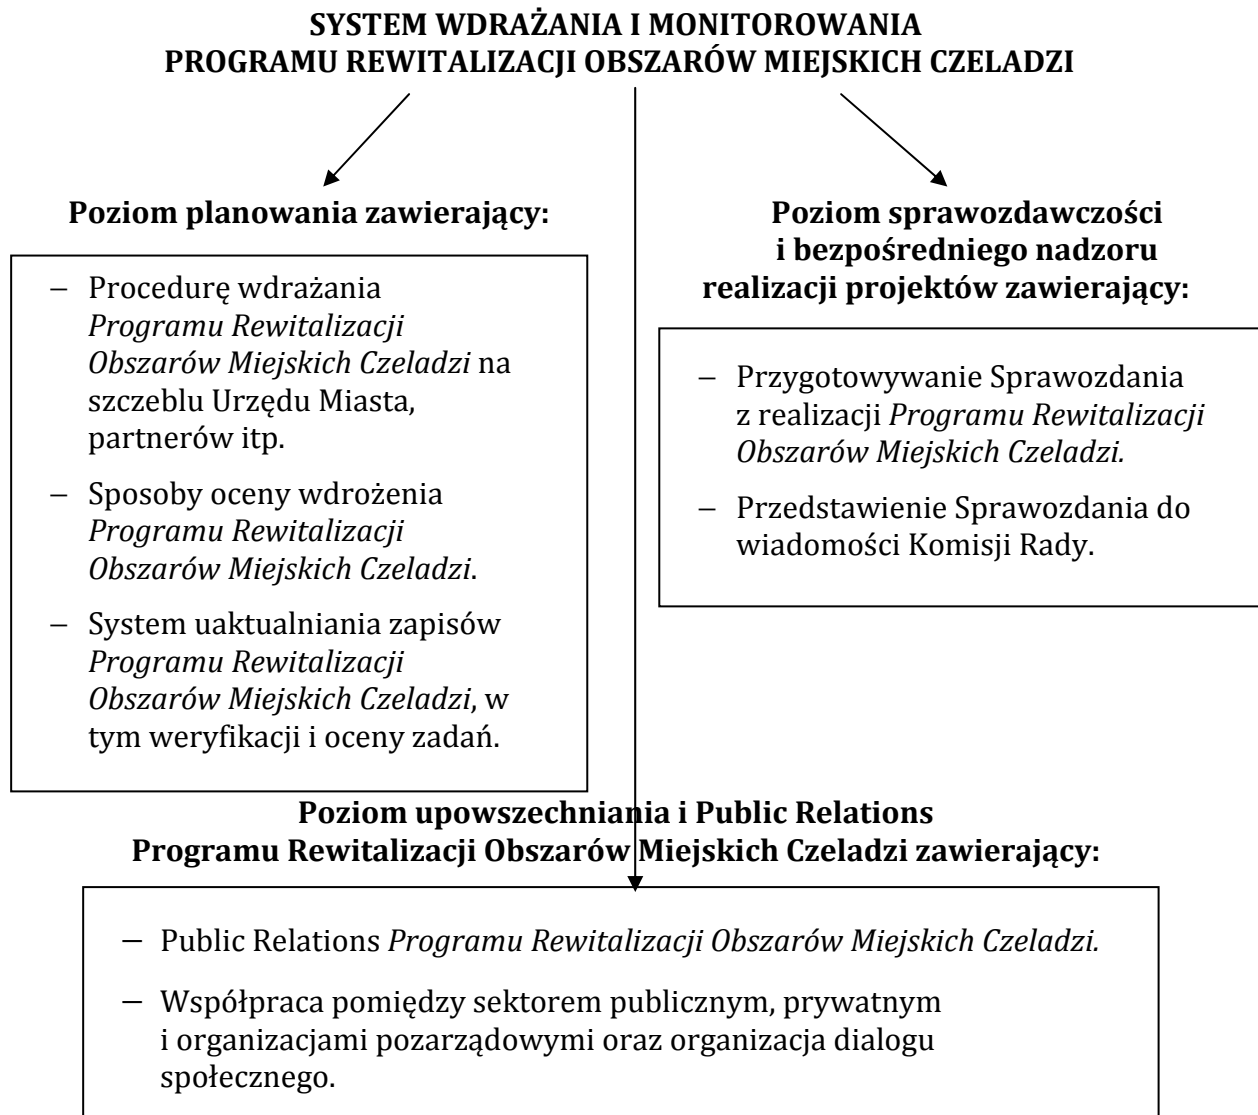 SYSTEM WDRAŻANIA I MONITOROWANIA
PROGRAMU REWITALIZACJI OBSZARÓW MIEJSKICH CZELADZI
Poziom planowania zawierający:
– Procedurę wdrażania
Programu Rewitalizacji
Obszarów Miejskich Czeladzi na
szczeblu Urzędu Miasta,
partnerów itp.
– Sposoby oceny wdrożenia
Programu Rewitalizacji
Obszarów Miejskich Czeladzi.
– System uaktualniania zapisów
Programu Rewitalizacji
Obszarów Miejskich Czeladzi, w
tym weryfikacji i oceny zadań.
Poziom sprawozdawczości
i bezpośredniego nadzoru
realizacji projektów zawierający:
– Przygotowywanie Sprawozdania
z realizacji Programu Rewitalizacji
Obszarów Miejskich Czeladzi.
– Przedstawienie Sprawozdania do
wiadomości Komisji Rady.
Poziom upowszechniania i Public Relations
Programu Rewitalizacji Obszarów Miejskich Czeladzi zawierający:
– Public Relations Programu Rewitalizacji Obszarów Miejskich Czeladzi.
– Współpraca pomiędzy sektorem publicznym, prywatnym
i organizacjami pozarządowymi oraz organizacja dialogu
społecznego.